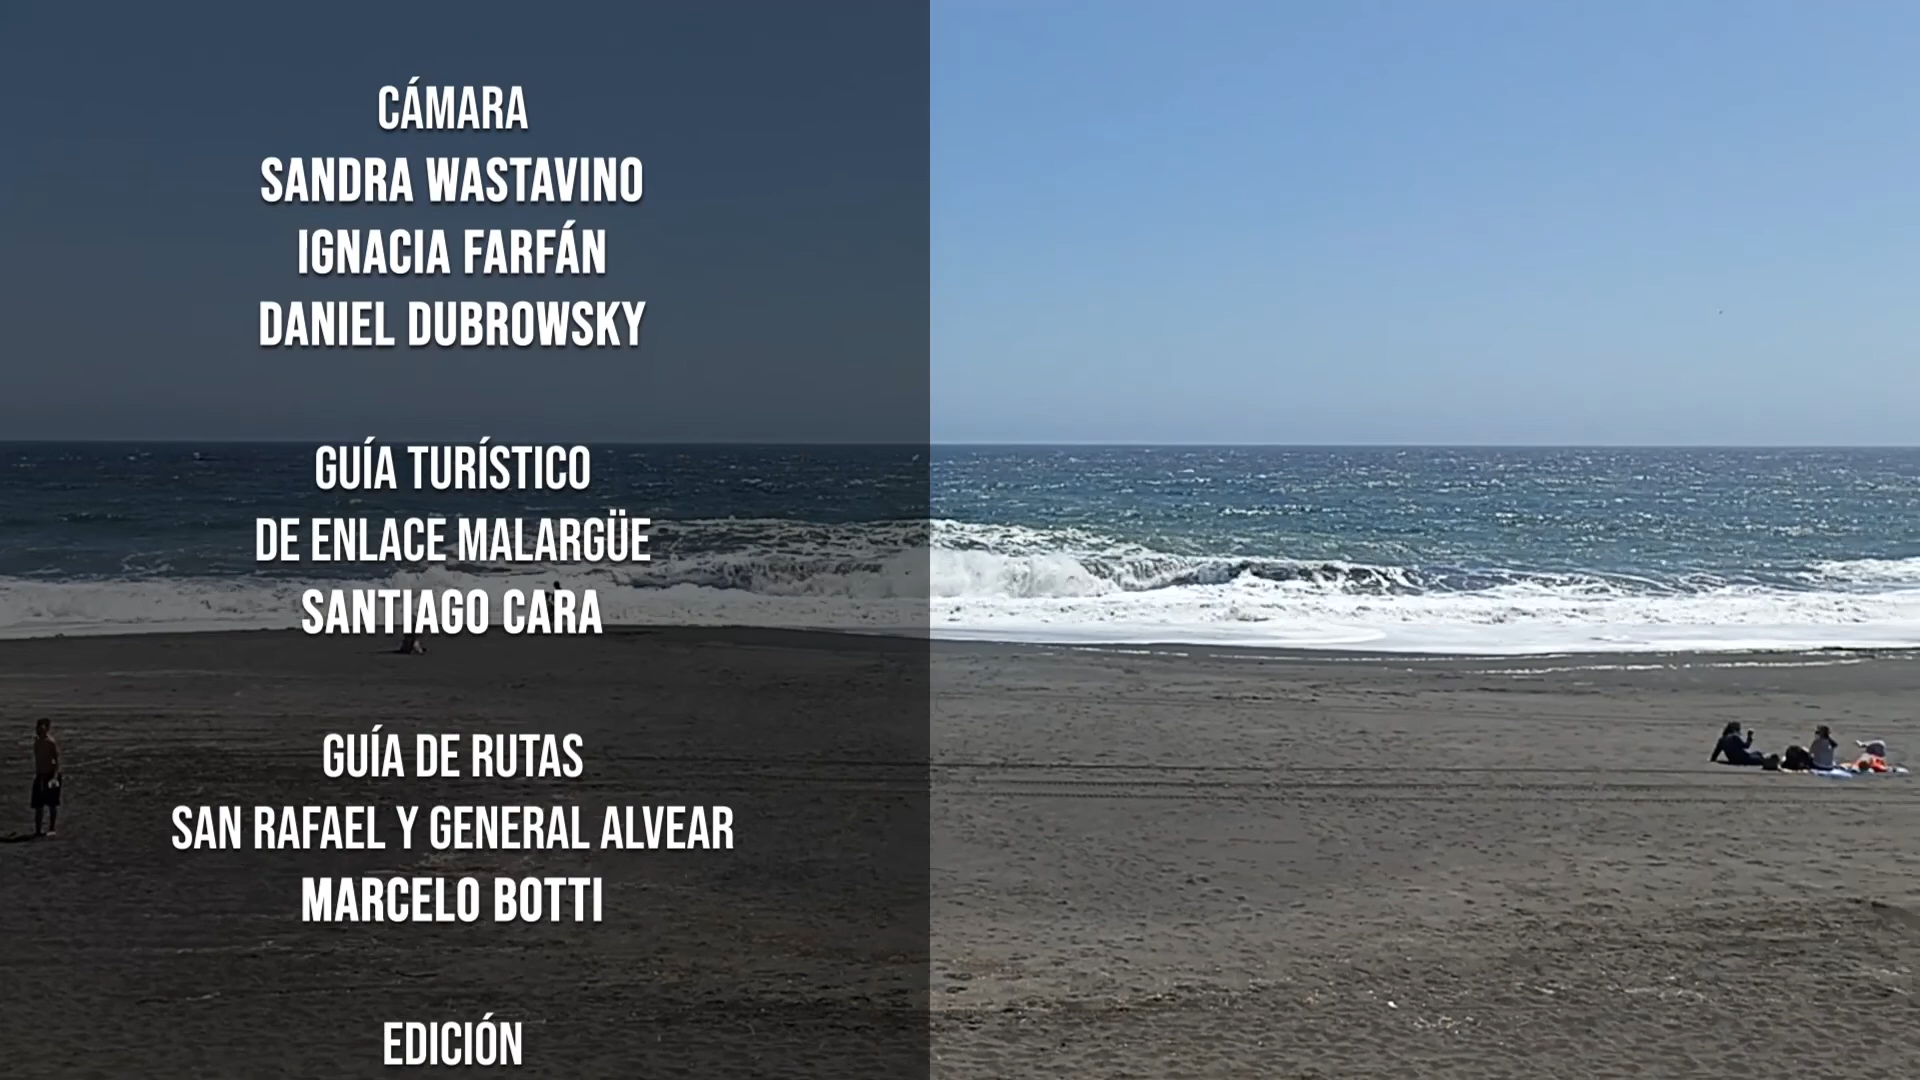 CÁMARA
SANDRA WASTAVINO
IGNACIA FARFÁN
DANIEL DUBROWSKY
GUÍA TURÍSTICO
DE ENLACE MALARGÜE
SANTIAGO CARA
GUÍA DE RUTAS
SAN RAFAEL Y GENERAL ALVEAR
MARCELO BOTTI
EDICIÓN